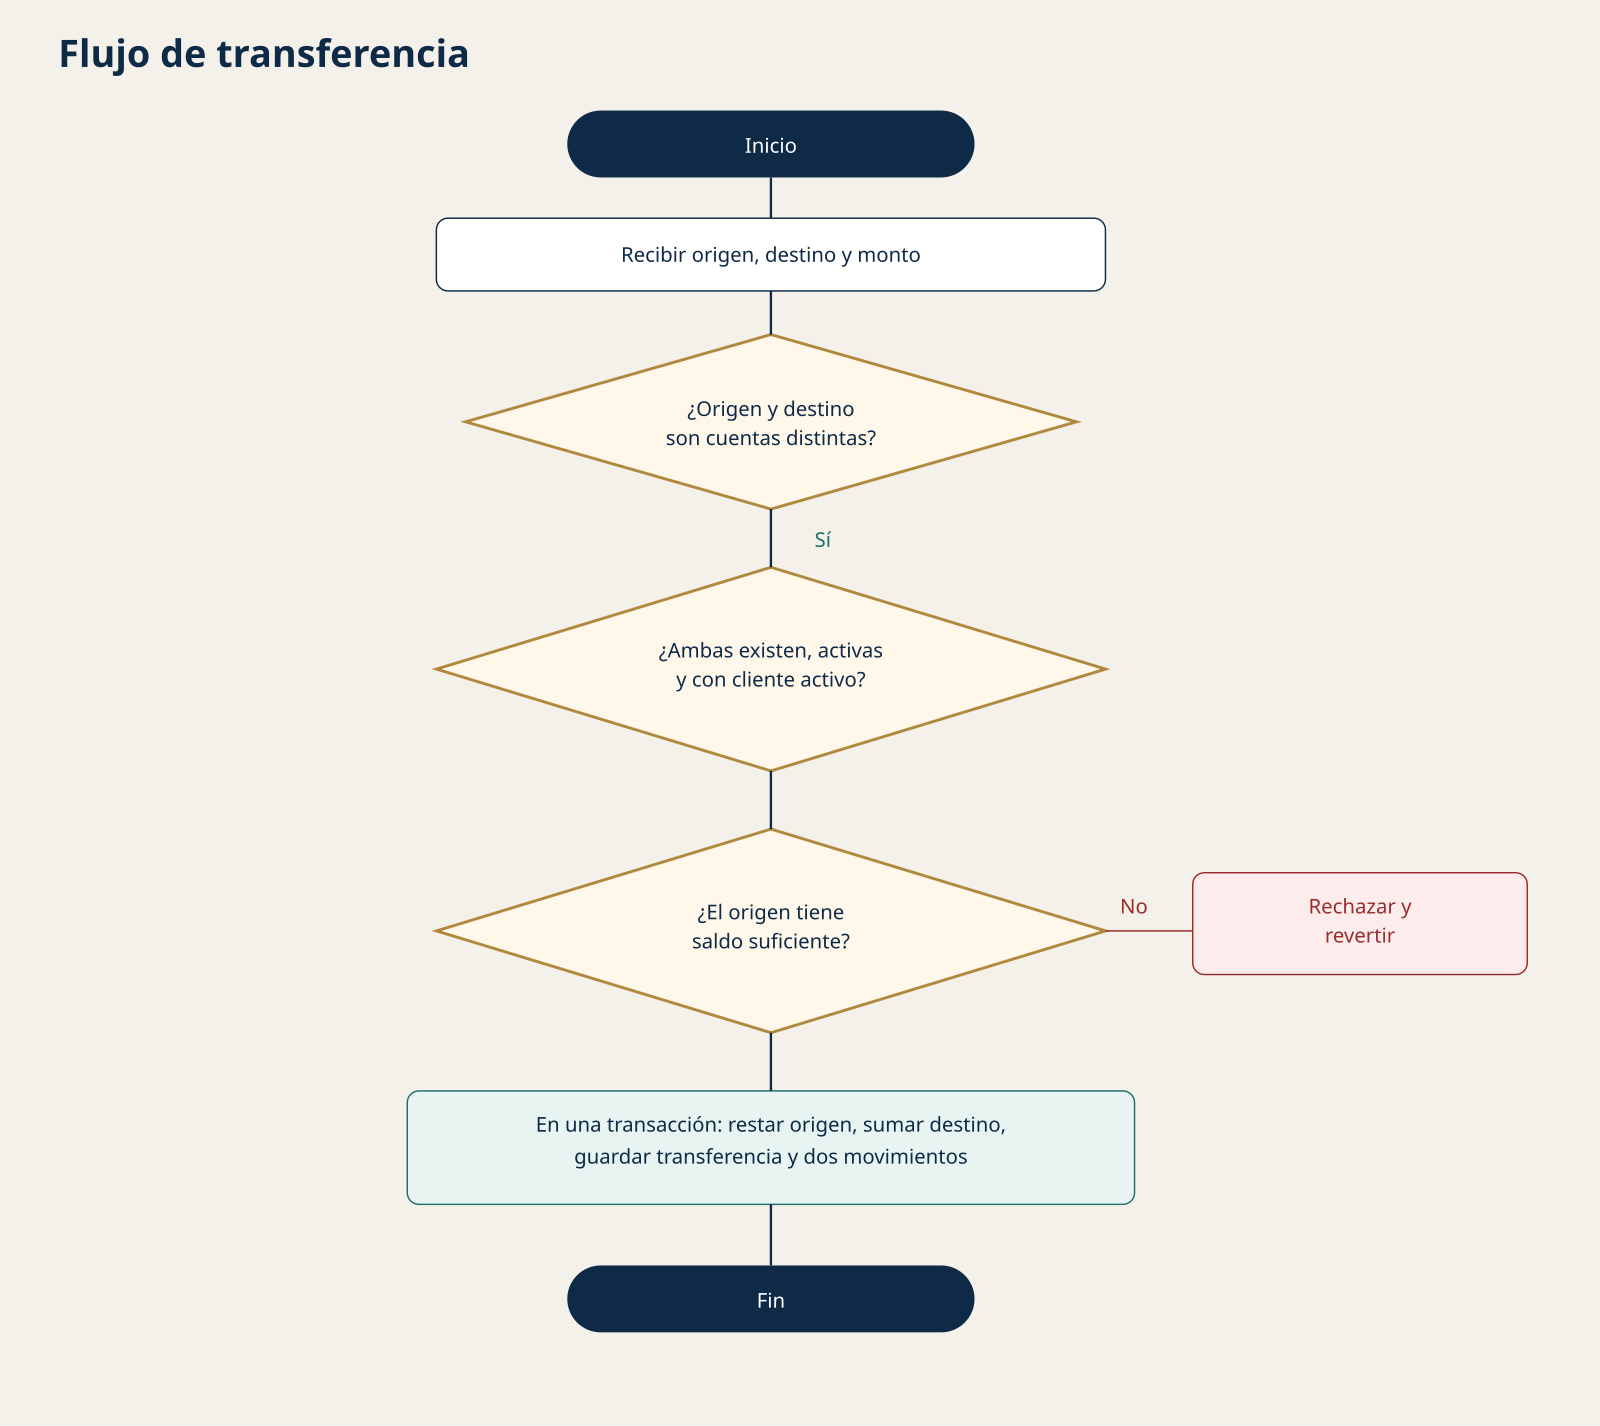 Flujo de transferencia
Inicio
Recibir origen, destino y monto
¿Origen y destino
son cuentas distintas?
Sí
¿Ambas existen, activas
y con cliente activo?
¿El origen tiene
saldo suficiente?
No
Rechazar y
revertir
En una transacción: restar origen, sumar destino,
guardar transferencia y dos movimientos
Fin